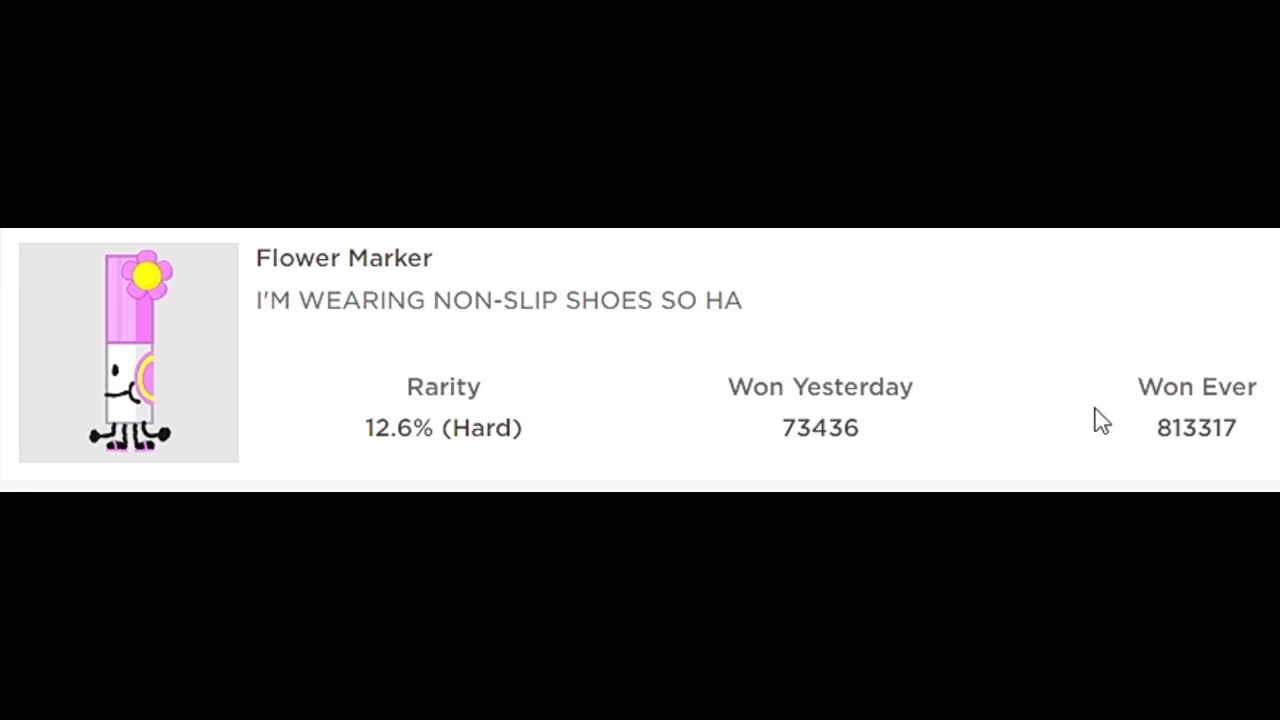 Flower Marker
I'M WEARING NON-SLIP SHOES SO HA
Rarity Won Yesterday Won Ever
12.6% (Hard) 73436 813317